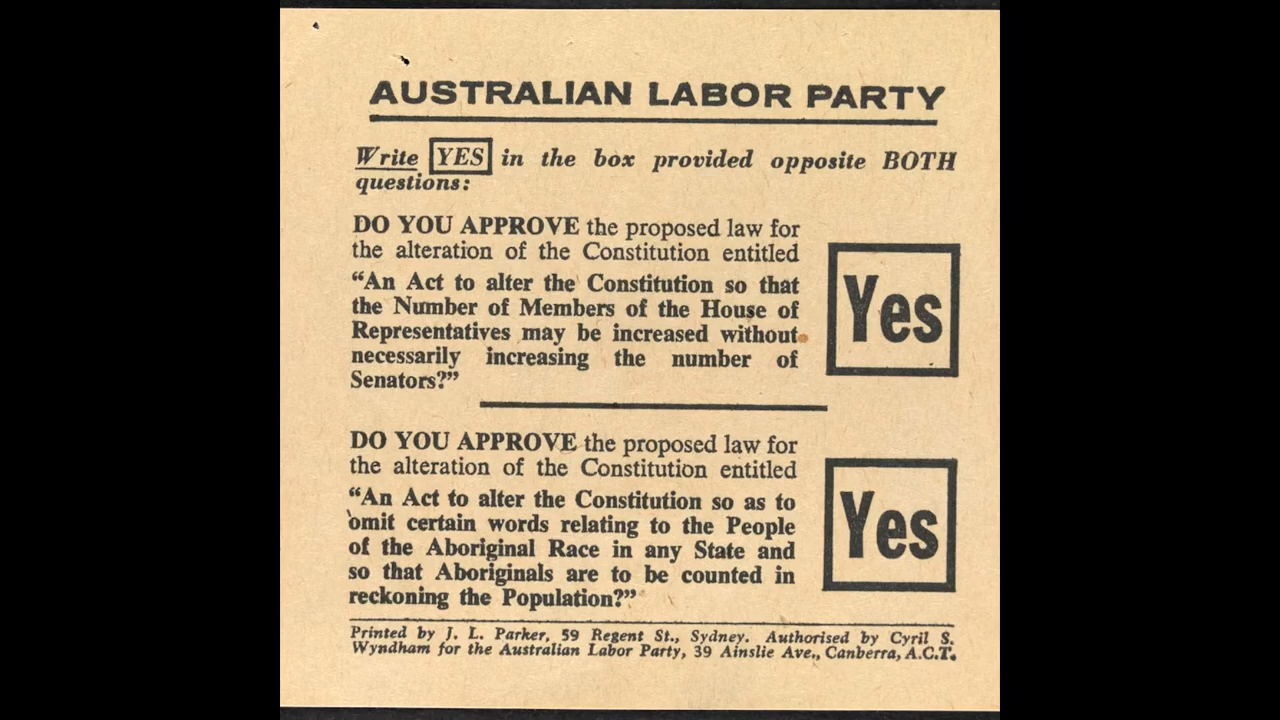 AUSTRALIAN LABOR PARTY
Write YES in the box provided opposite BOTH
questions:
DO YOU APPROVE the proposed law for
the alteration of the Constitution entitled
“An Act to alter the Constitution so that
the Number of Members of the House of
Representatives may be increased without
necessarily increasing the number of
Senators?”
Yes
DO YOU APPROVE the proposed law for
the alteration of the Constitution entitled
“An Act to alter the Constitution so as to
omit certain words relating to the People
of the Aboriginal Race in any State and
so that Aboriginals are to be counted in
reckoning the Population?”
Yes
Printed by J. L. Parker, 59 Regent St., Sydney. Authorised by Cyril S.
Wyndham for the Australian Labor Party, 39 Ainslie Ave., Canberra, A.C.T.